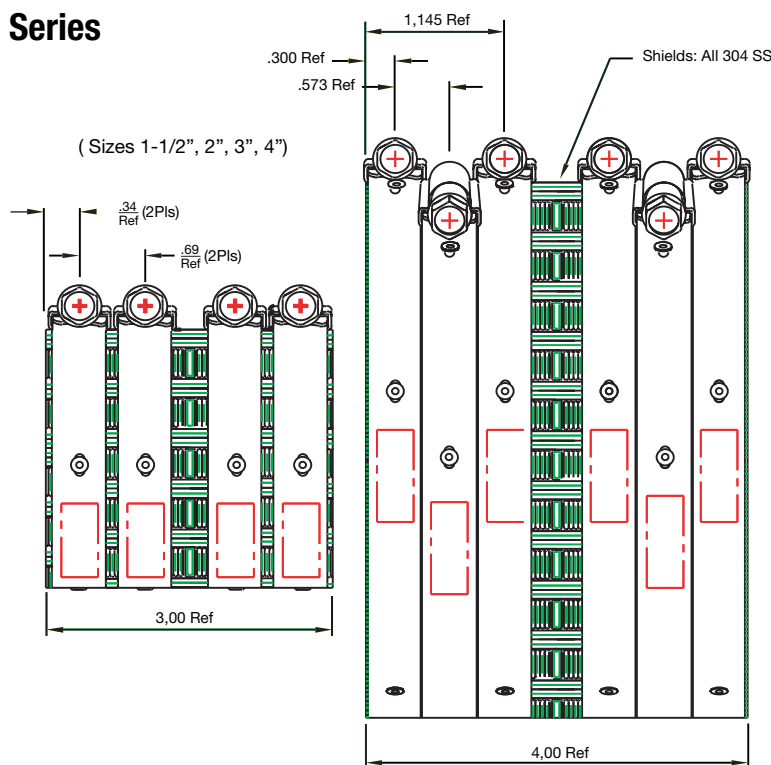 Series
1,145 Ref
.300 Ref
.573 Ref
Shields: All 304 SS
( Sizes 1-1/2”, 2”, 3”, 4”)
.34
Ref (2Pls)
.69
Ref (2Pls)
3,00 Ref
4,00 Ref